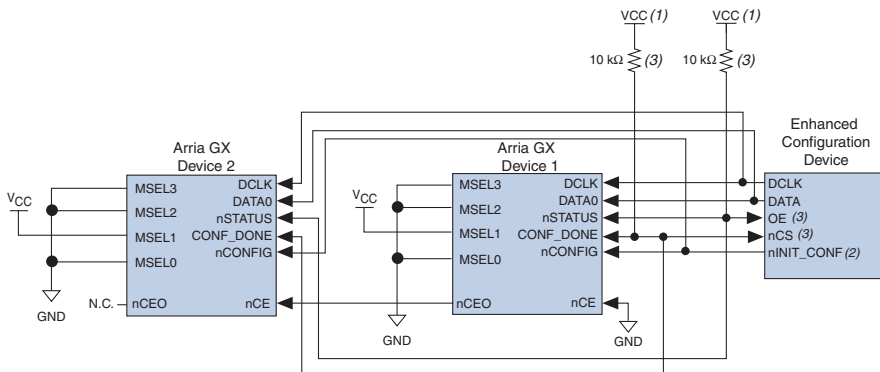 VCC (1)
VCC (1)
10 kΩ
(3)
10 kΩ
(3)
Arria GX
Device 2
Arria GX
Device 1
Enhanced
Configuration
Device
VCC
MSEL3
MSEL2
MSEL1
MSEL0
DCLK
DATA0
nSTATUS
CONF_DONE
nCONFIG
N.C.
nCEO
nCE
GND
VCC
MSEL3
MSEL2
MSEL1
MSEL0
DCLK
DATA0
nSTATUS
CONF_DONE
nCONFIG
nCEO
nCE
GND
GND
DCLK
DATA
OE (3)
nCS (3)
nINIT_CONF (2)